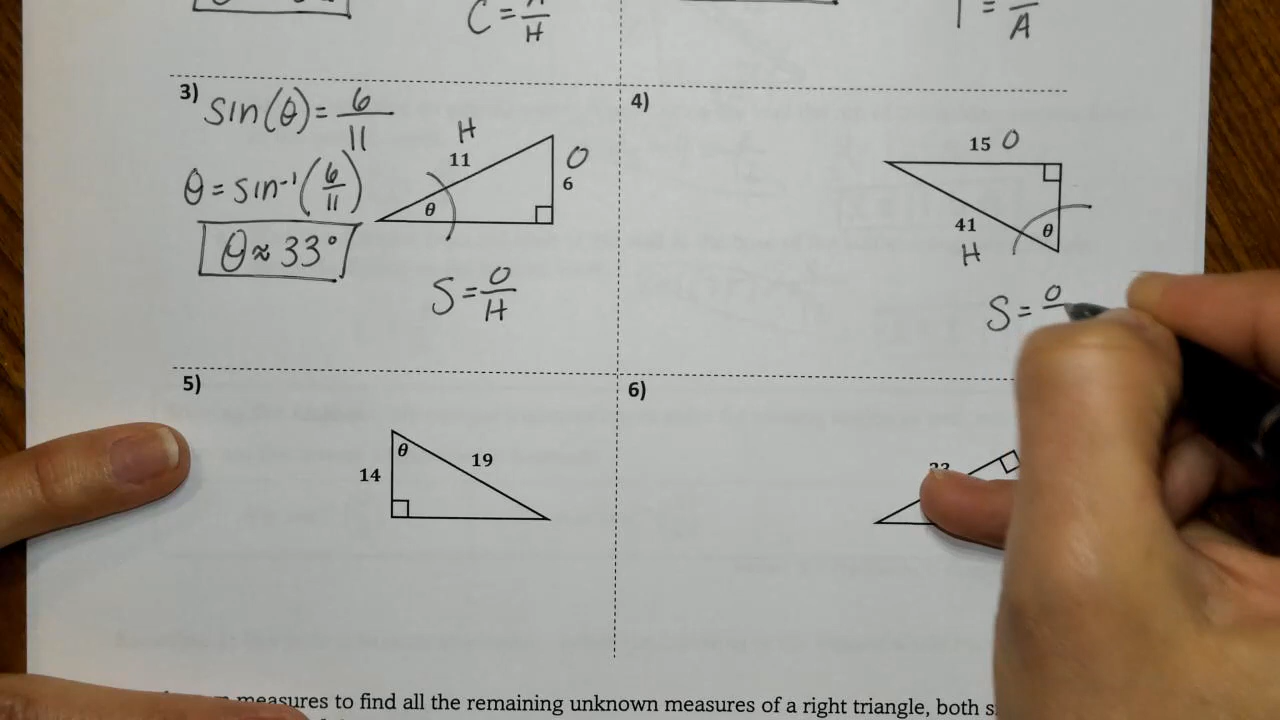 C = A/H
T = /A
3) sin(θ) = 6/11
θ = sin⁻¹(6/11)
θ ≈ 33°
H
11
O
6
θ
S = O/H
4)
15 O
41
H
θ
S = O
5)
θ
14
19
6)
measures to find all the remaining unknown measures of a right triangle, both